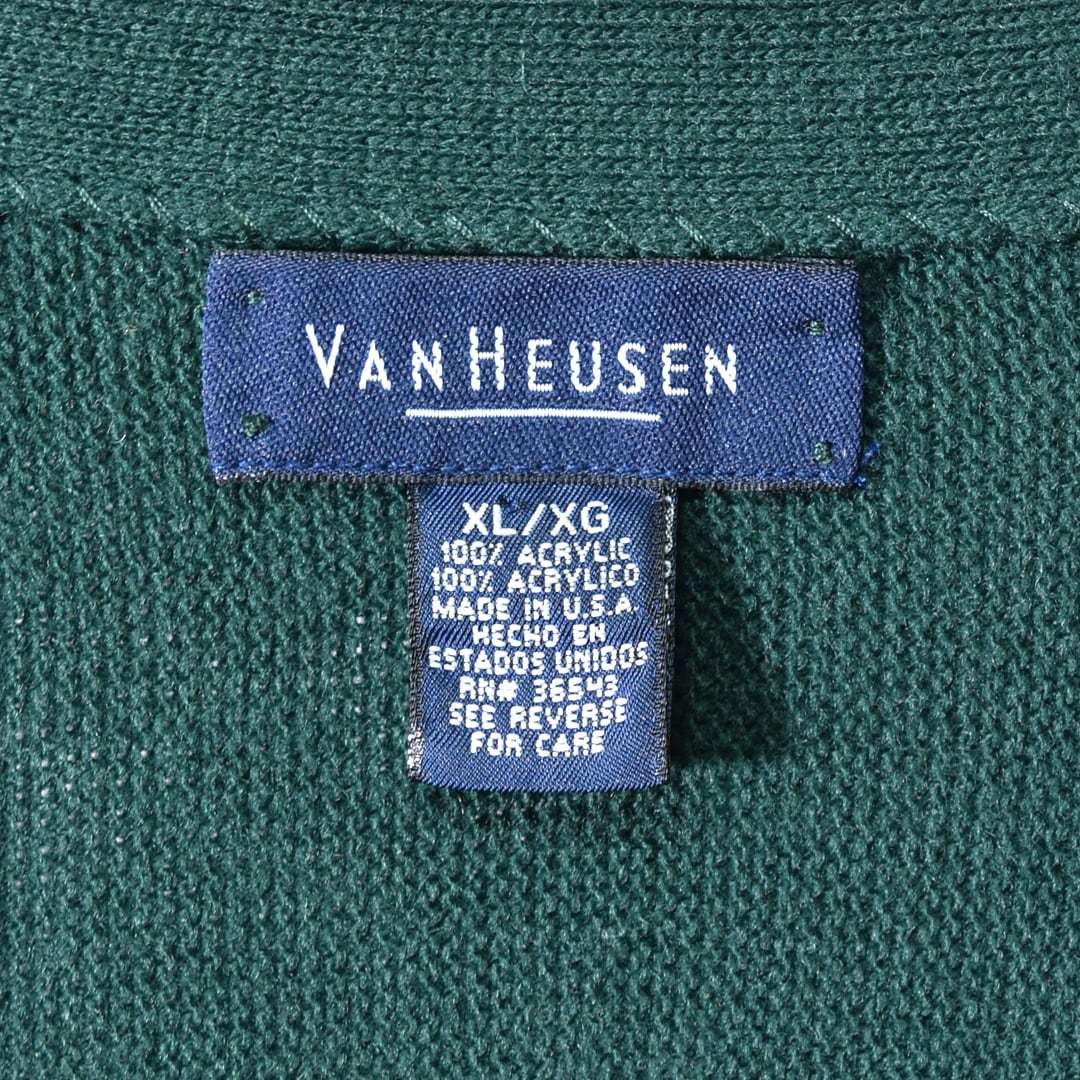 VAN HEUSEN
XL/XG
100% ACRYLIC
100% ACRYLICO
MADE IN U.S.A.
HECHO EN
ESTADOS UNIDOS
RN# 36543
SEE REVERSE
FOR CARE